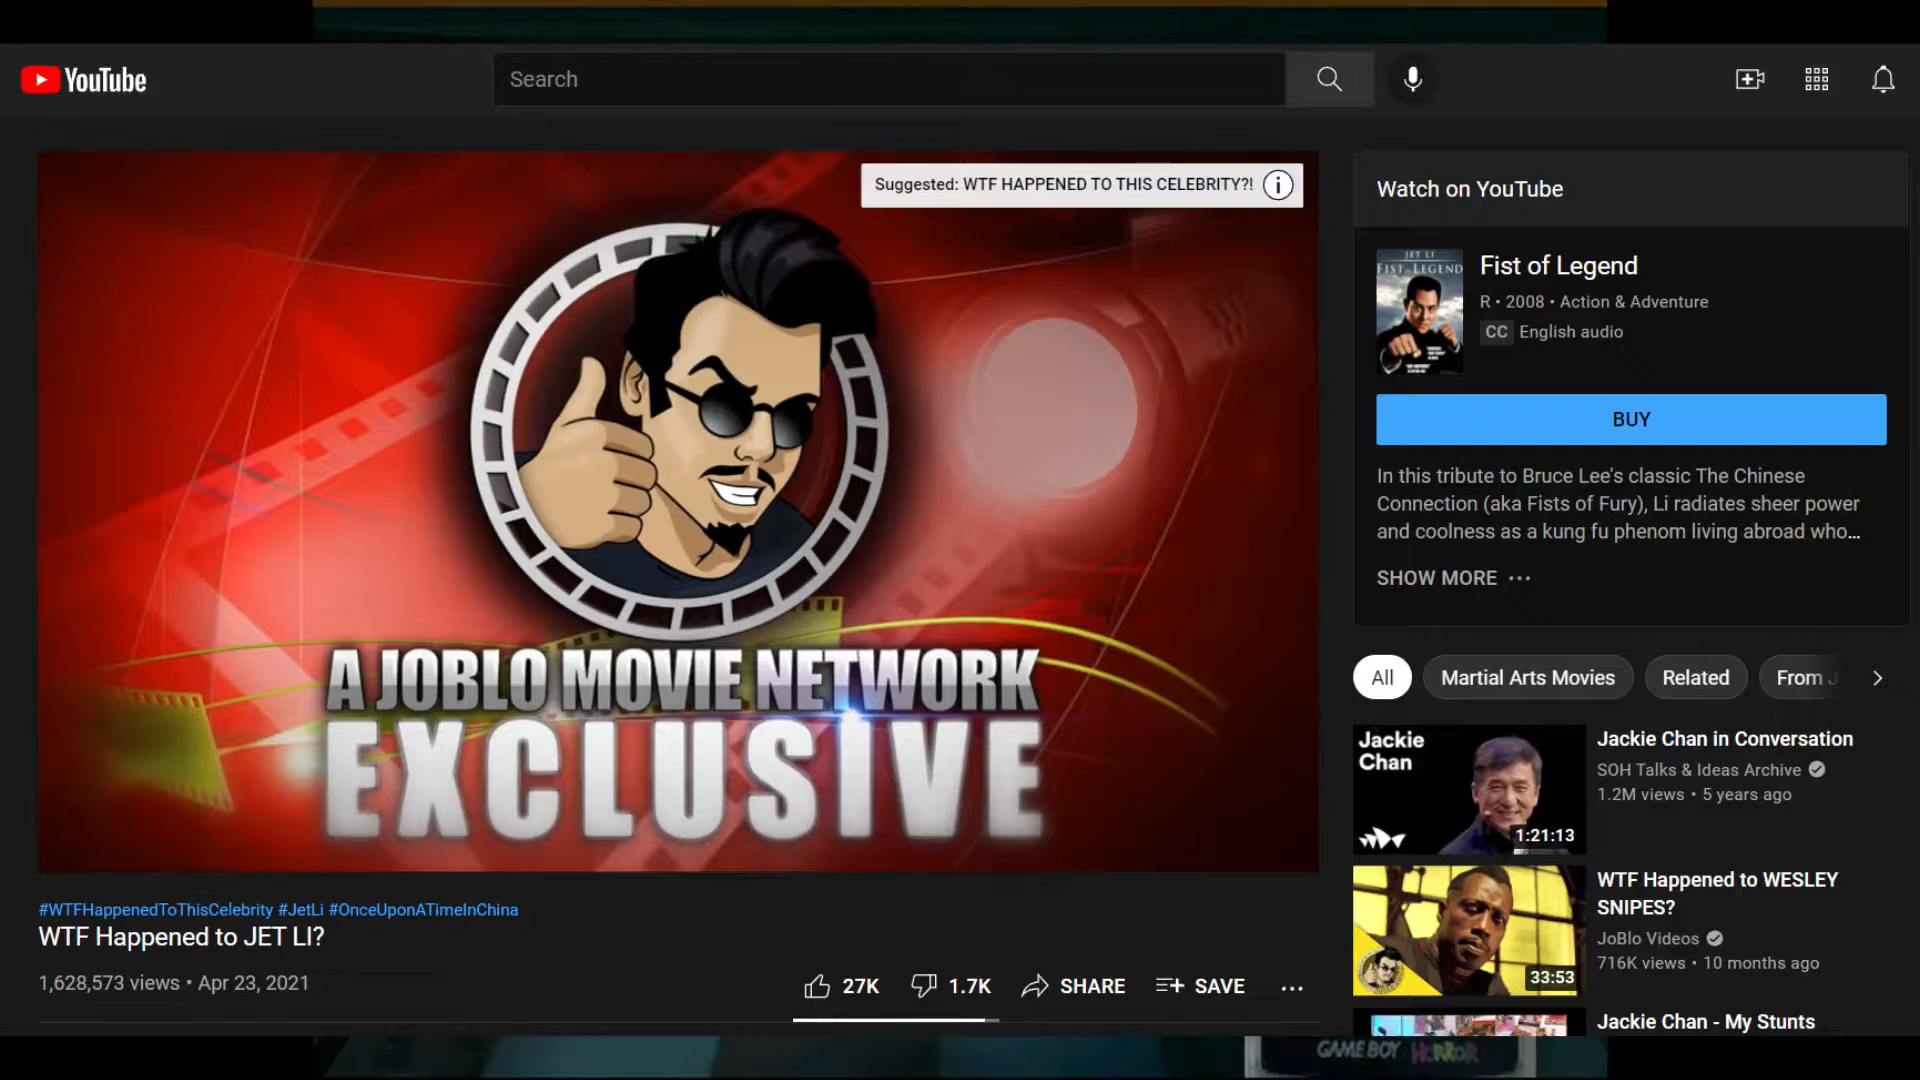 YouTube
Search
Suggested: WTF HAPPENED TO THIS CELEBRITY?!
A JOBLO MOVIE NETWORK
EXCLUSIVE
#WTFHappenedToThisCelebrity #JetLi #OnceUponATimeInChina
WTF Happened to JET LI?
1,628,573 views • Apr 23, 2021
27K
1.7K
SHARE
SAVE
Watch on YouTube
JET LI
FIST OF LEGEND
Fist of Legend
R • 2008 • Action & Adventure
CC English audio
BUY
In this tribute to Bruce Lee's classic The Chinese
Connection (aka Fists of Fury), Li radiates sheer power
and coolness as a kung fu phenom living abroad who...
SHOW MORE
All
Martial Arts Movies
Related
From J
Jackie
Chan
1:21:13
Jackie Chan in Conversation
SOH Talks & Ideas Archive
1.2M views • 5 years ago
33:53
WTF Happened to WESLEY
SNIPES?
JoBlo Videos
716K views • 10 months ago
Jackie Chan - My Stunts
GAME BOY HORROR